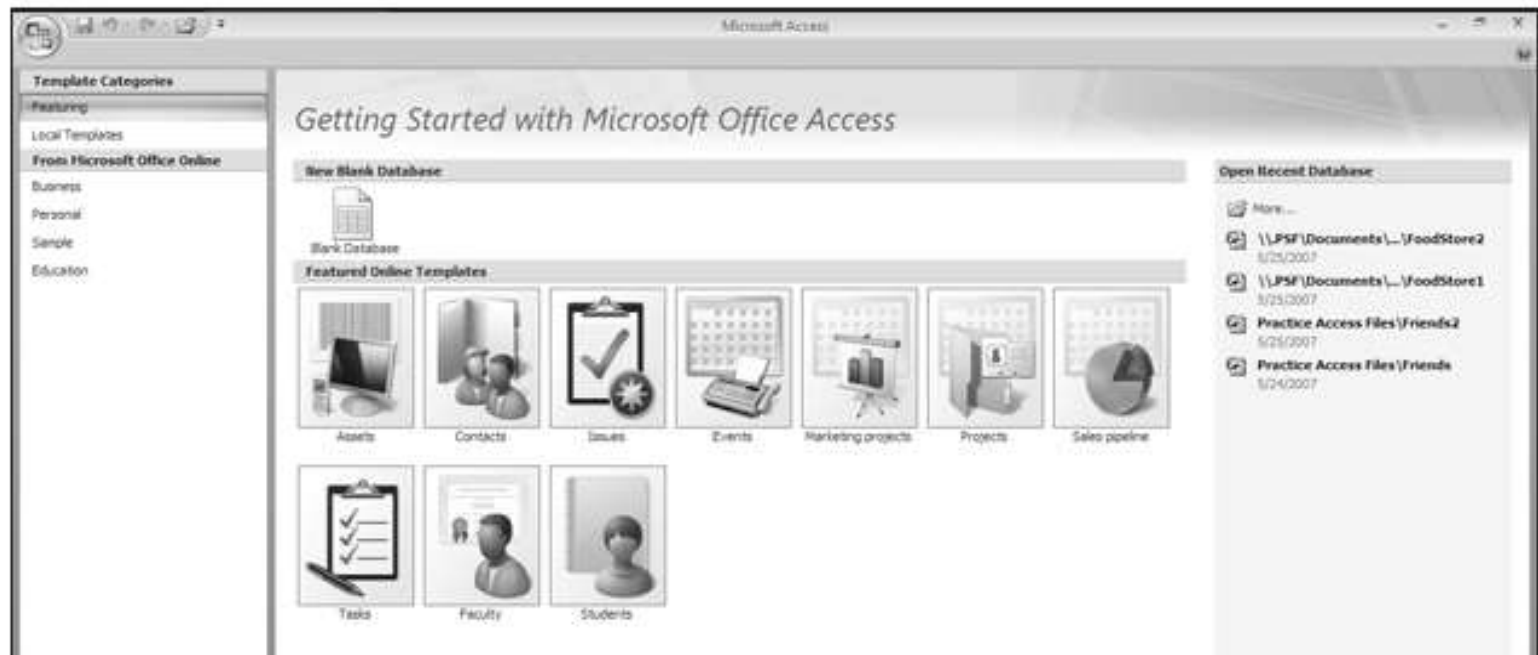 Microsoft Access
Template Categories
Featuring
Local Templates
From Microsoft Office Online
Business
Personal
Sample
Education
Getting Started with Microsoft Office Access
New Blank Database
Blank Database
Featured Online Templates
Assets
Contacts
Issues
Events
Marketing projects
Projects
Sales pipeline
Tasks
Faculty
Students
Open Recent Database
More...
\\.PSF\Documents\...\FoodStore2
5/25/2007
\\.PSF\Documents\...\FoodStore1
5/25/2007
Practice Access Files\Friends2
5/25/2007
Practice Access Files\Friends
5/24/2007